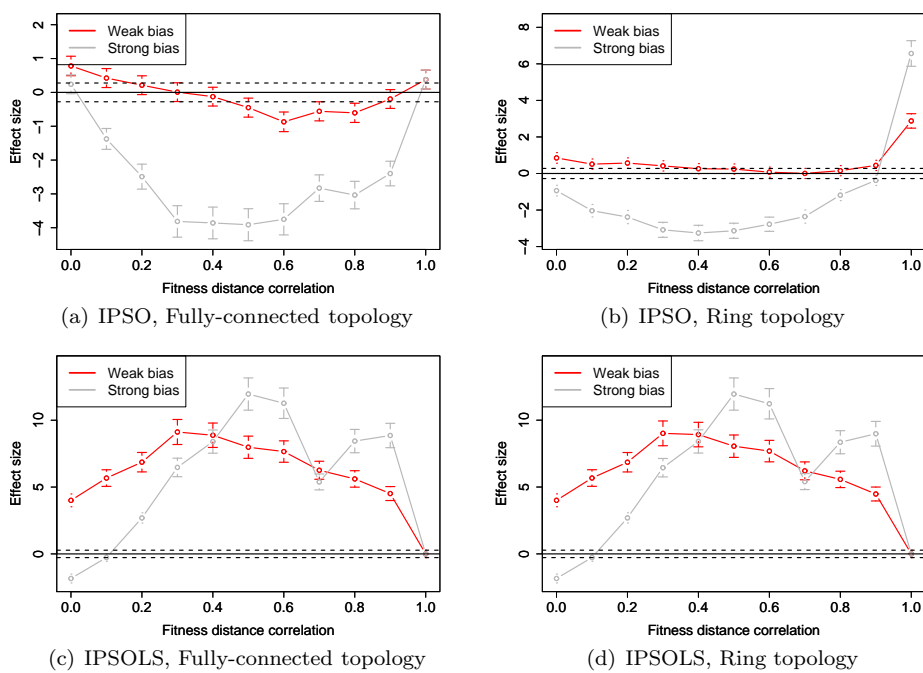 Weak bias
Strong bias
Effect size
2
1
0
-1
-2
-3
-4
0.0 0.2 0.4 0.6 0.8 1.0
Fitness distance correlation
(a) IPSO, Fully-connected topology
Weak bias
Strong bias
Effect size
8
6
4
2
0
-2
-4
0.0 0.2 0.4 0.6 0.8 1.0
Fitness distance correlation
(b) IPSO, Ring topology
Weak bias
Strong bias
Effect size
10
5
0
0.0 0.2 0.4 0.6 0.8 1.0
Fitness distance correlation
(c) IPSOLS, Fully-connected topology
Weak bias
Strong bias
Effect size
10
5
0
0.0 0.2 0.4 0.6 0.8 1.0
Fitness distance correlation
(d) IPSOLS, Ring topology